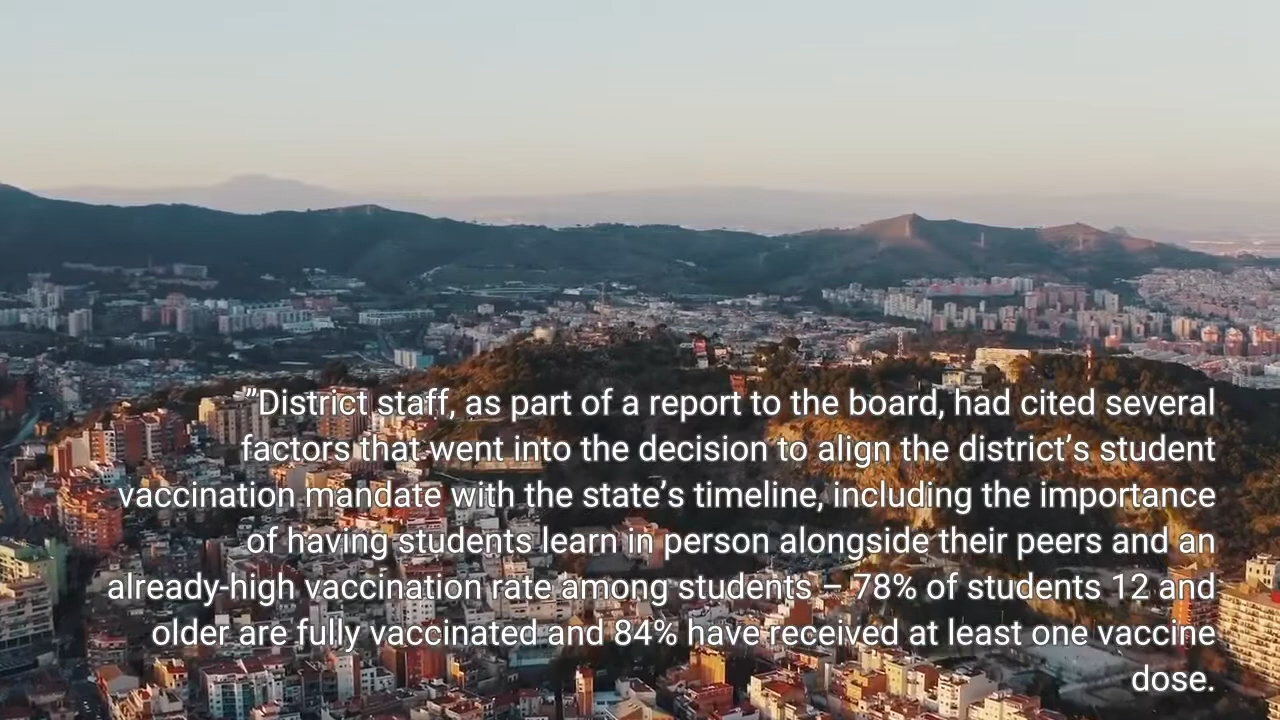 "District staff, as part of a report to the board, had cited several
factors that went into the decision to align the district’s student
vaccination mandate with the state’s timeline, including the importance
of having students learn in person alongside their peers and an
already-high vaccination rate among students – 78% of students 12 and
older are fully vaccinated and 84% have received at least one vaccine
dose.